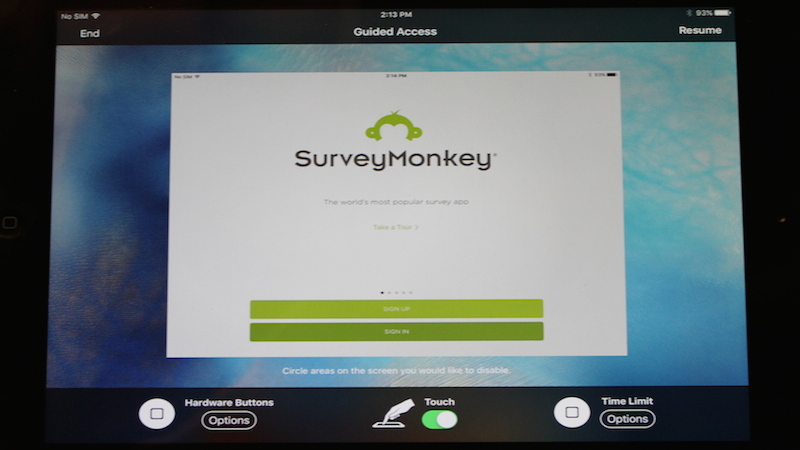 No SIM 2:13 PM 93%
End Guided Access Resume
No SIM 2:14 PM 93%
SurveyMonkey®
The world's most popular survey app
Take a Tour >
SIGN UP
SIGN IN
Circle areas on the screen you would like to disable.
Hardware Buttons
Options
Touch
Time Limit
Options